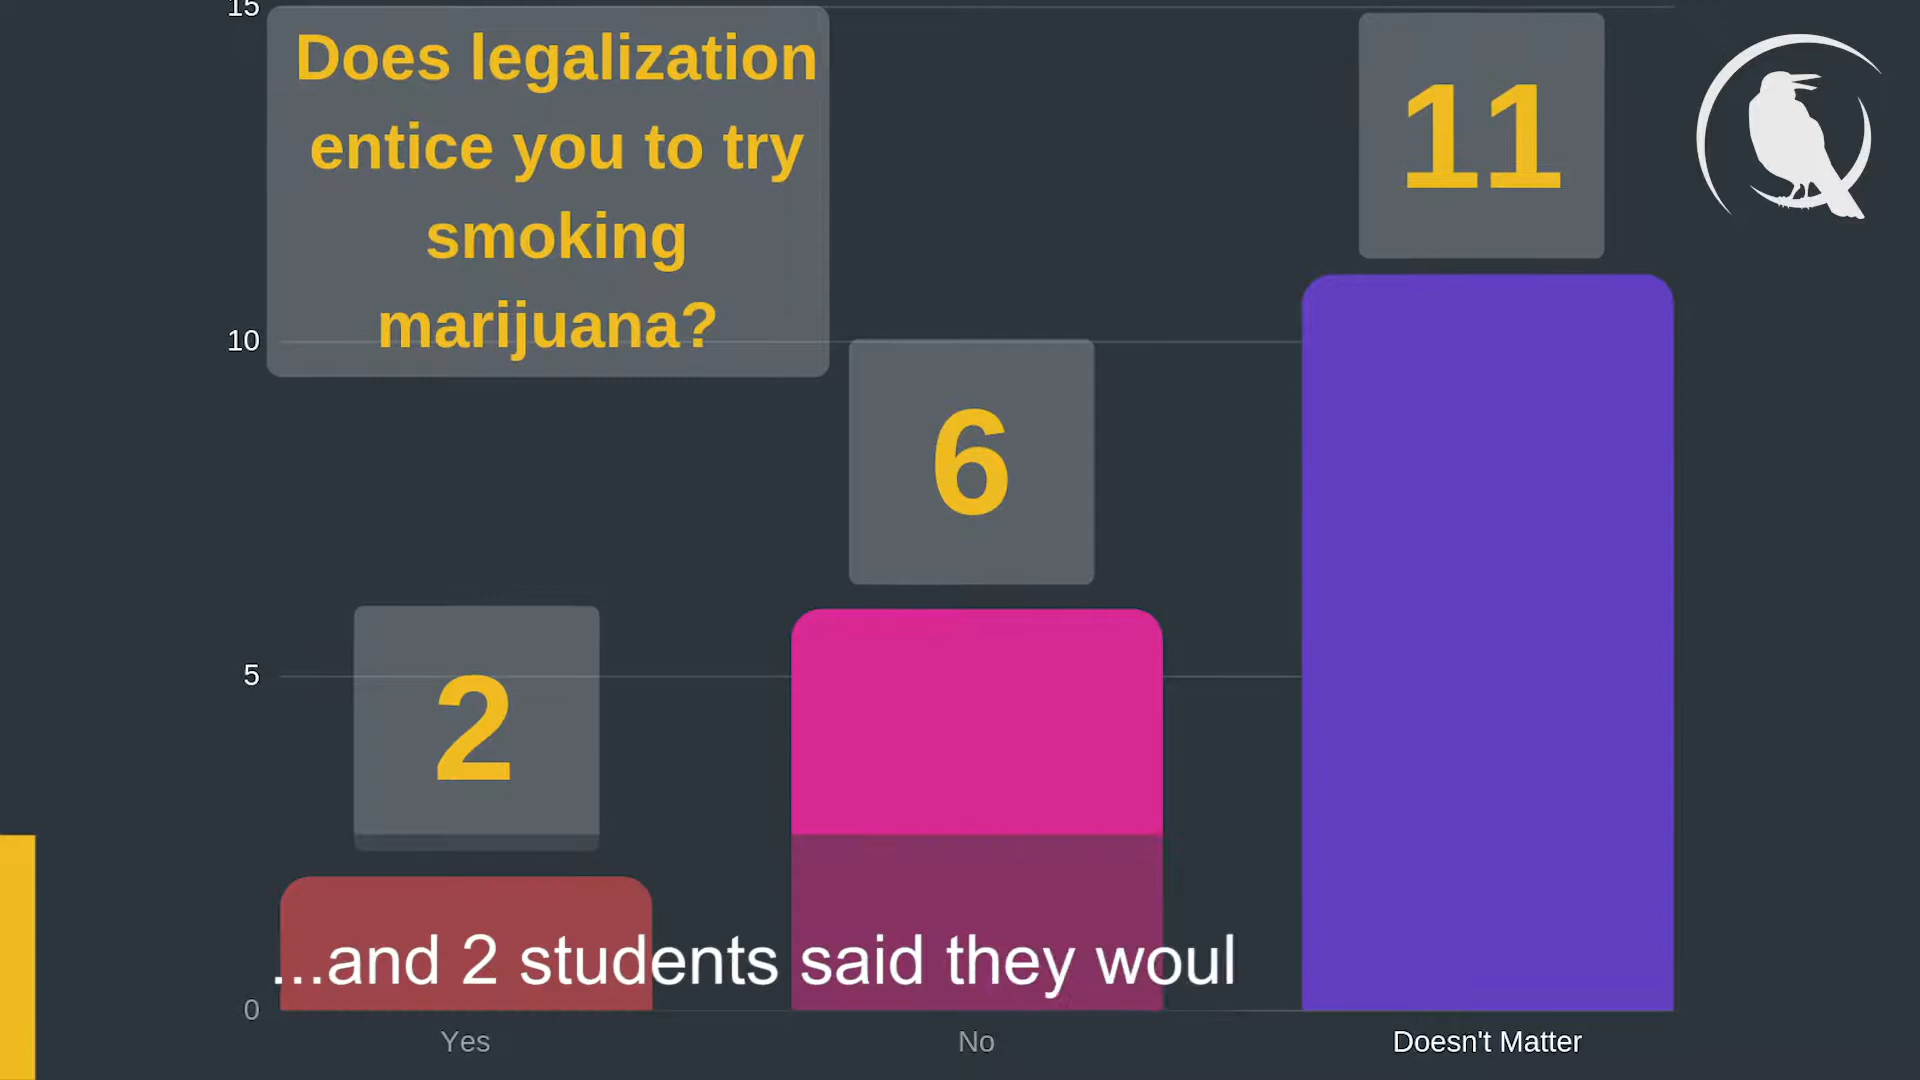 15
Does legalization
entice you to try
smoking
marijuana?
11
10
6
5
2
...and 2 students said they woul
0
Yes
No
Doesn't Matter